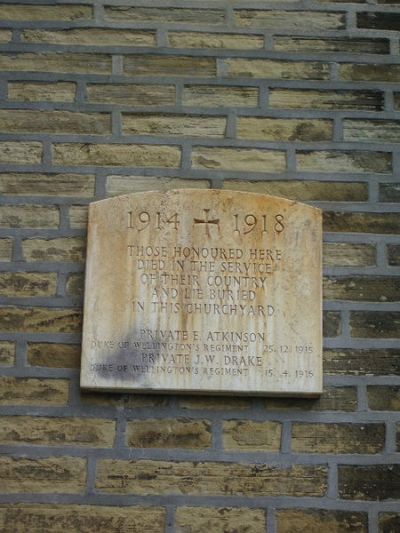 1914 ✠ 1918
THOSE HONOURED HERE
DIED IN THE SERVICE
OF THEIR COUNTRY
AND LIE BURIED
IN THIS CHURCHYARD
PRIVATE E. ATKINSON
DUKE OF WELLINGTON'S REGIMENT 25.12.1915
PRIVATE J.W. DRAKE
DUKE OF WELLINGTON'S REGIMENT 15.4.1916